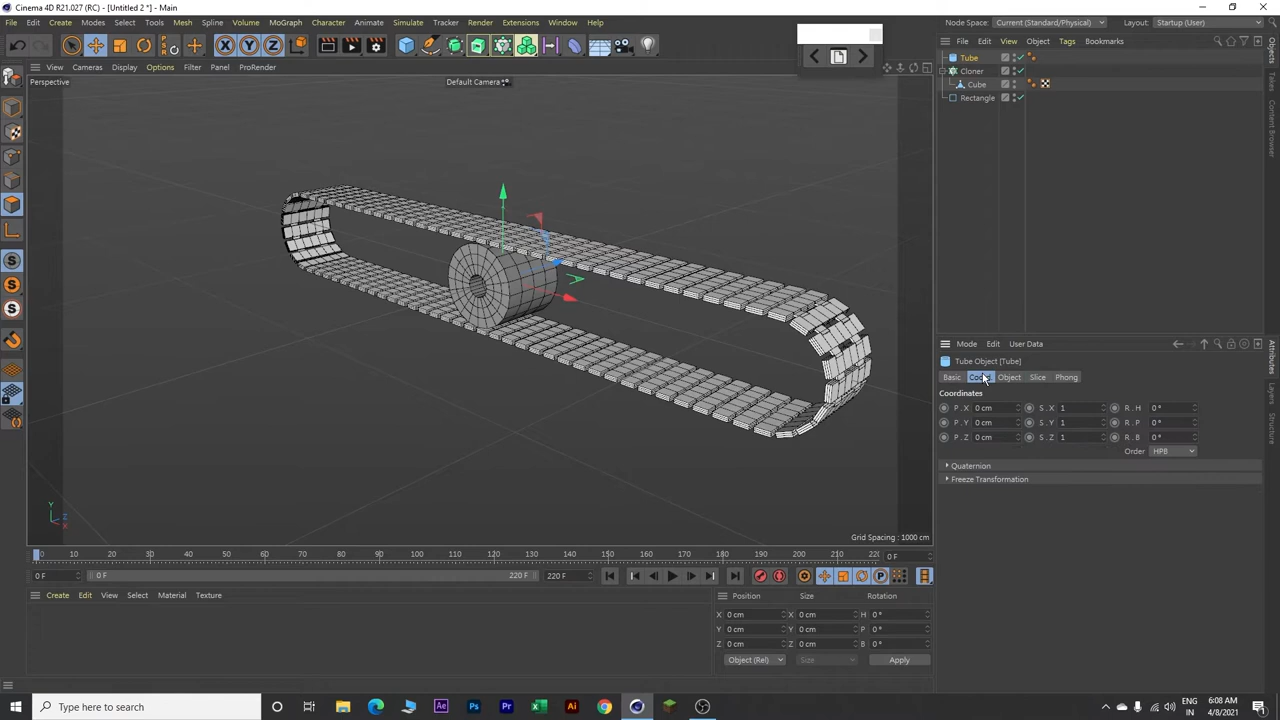 Cinema 4D R21.027 (RC) - [Untitled 2 *] - Main
File Edit Create Modes Select Tools Mesh Spline Volume MoGraph Character Animate Simulate Tracker Render Extensions Window Help
Node Space: Current (Standard/Physical) Layout: Startup (User)
File Edit View Object Tags Bookmarks
View Cameras Display Options Filter Panel ProRender
Perspective
Default Camera
Tube
Cloner
Cube
Rectangle
Objects
Takes
Content Browser
Mode Edit User Data
Tube Object [Tube]
Basic Coord Object Slice Phong
Coordinates
P . X 0 cm S . X 1 R . H 0 °
P . Y 0 cm S . Y 1 R . P 0 °
P . Z 0 cm S . Z 1 R . B 0 °
Order HPB
Quaternion
Freeze Transformation
Attributes
Layers
Structure
Y
Z
X
Grid Spacing : 1000 cm
0 10 20 30 40 50 60 70 80 90 100 110 120 130 140 150 160 170 180 190 200 210 220 0 F
0 F 0 F 220 F 220 F
Create Edit View Select Material Texture
Position Size Rotation
X 0 cm X 0 cm H 0 °
Y 0 cm Y 0 cm P 0 °
Z 0 cm Z 0 cm B 0 °
Object (Rel) Size Apply
Type here to search
ENG
IN
6:08 AM
4/8/2021